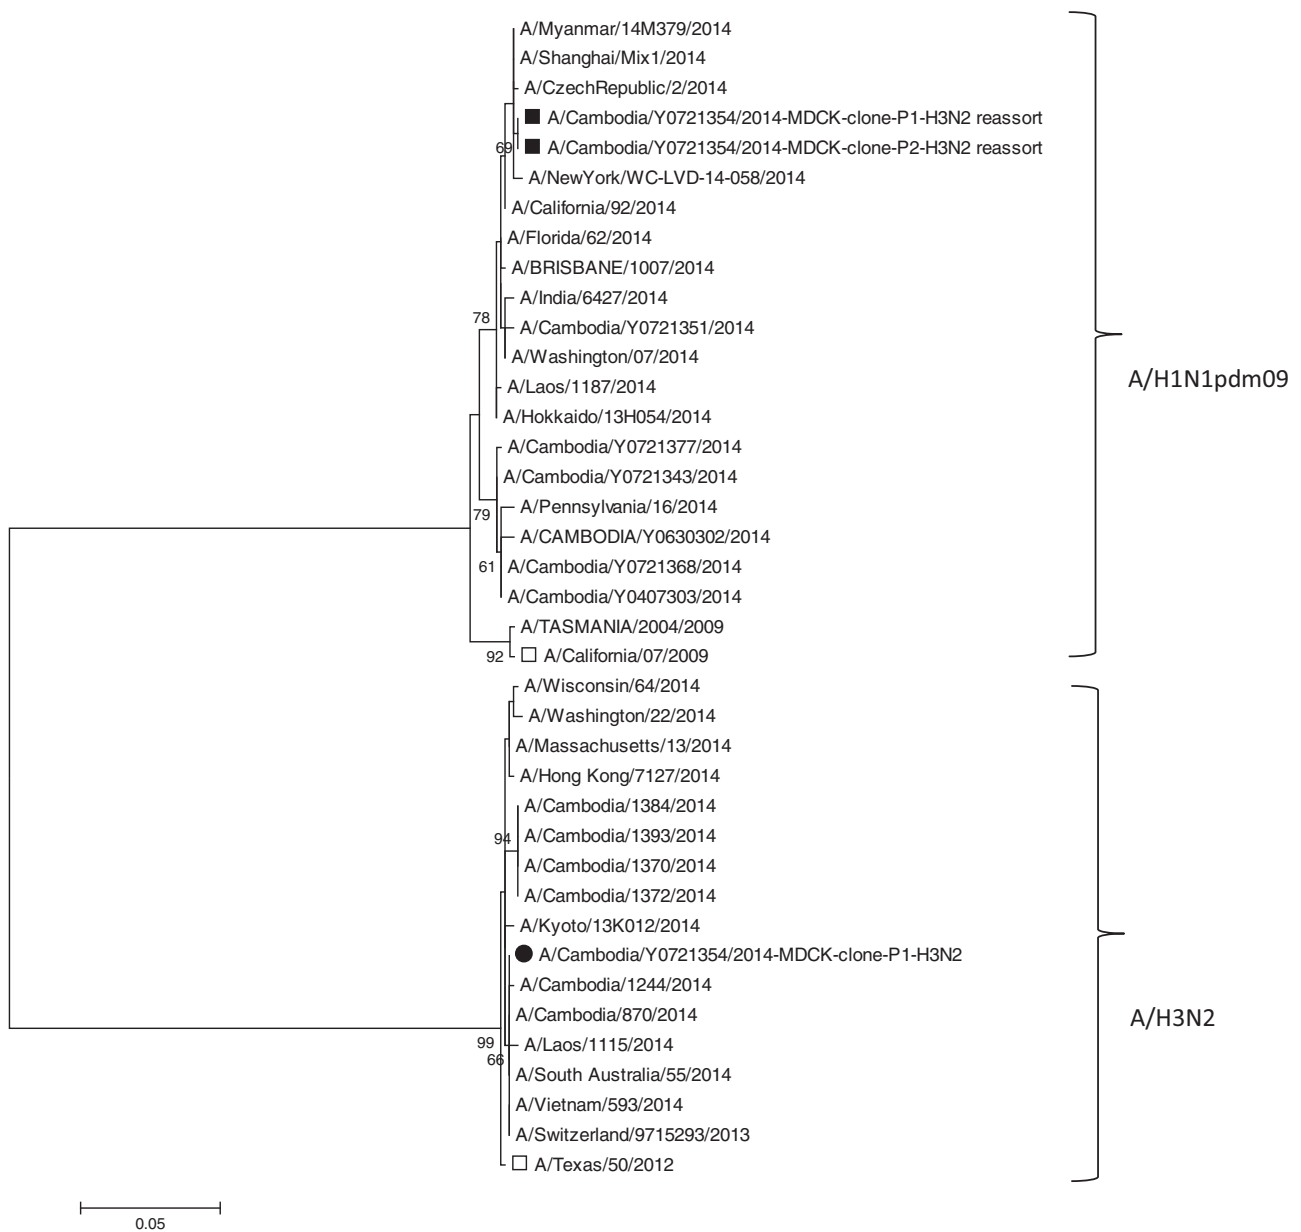 A/Myanmar/14M379/2014
A/Shanghai/Mix1/2014
A/CzechRepublic/2/2014
A/Cambodia/Y0721354/2014-MDCK-clone-P1-H3N2 reassort
69
A/Cambodia/Y0721354/2014-MDCK-clone-P2-H3N2 reassort
A/NewYork/WC-LVD-14-058/2014
A/California/92/2014
A/Florida/62/2014
A/BRISBANE/1007/2014
A/India/6427/2014
78
A/Cambodia/Y0721351/2014
A/Washington/07/2014
A/H1N1pdm09
A/Laos/1187/2014
A/Hokkaido/13H054/2014
A/Cambodia/Y0721377/2014
A/Cambodia/Y0721343/2014
A/Pennsylvania/16/2014
79
A/CAMBODIA/Y0630302/2014
61
A/Cambodia/Y0721368/2014
A/Cambodia/Y0407303/2014
A/TASMANIA/2004/2009
92
A/California/07/2009
A/Wisconsin/64/2014
A/Washington/22/2014
A/Massachusetts/13/2014
A/Hong Kong/7127/2014
A/Cambodia/1384/2014
94
A/Cambodia/1393/2014
A/Cambodia/1370/2014
A/Cambodia/1372/2014
A/Kyoto/13K012/2014
A/Cambodia/Y0721354/2014-MDCK-clone-P1-H3N2
A/Cambodia/1244/2014
A/Cambodia/870/2014
A/H3N2
99
A/Laos/1115/2014
66
A/South Australia/55/2014
A/Vietnam/593/2014
A/Switzerland/9715293/2013
A/Texas/50/2012
0.05